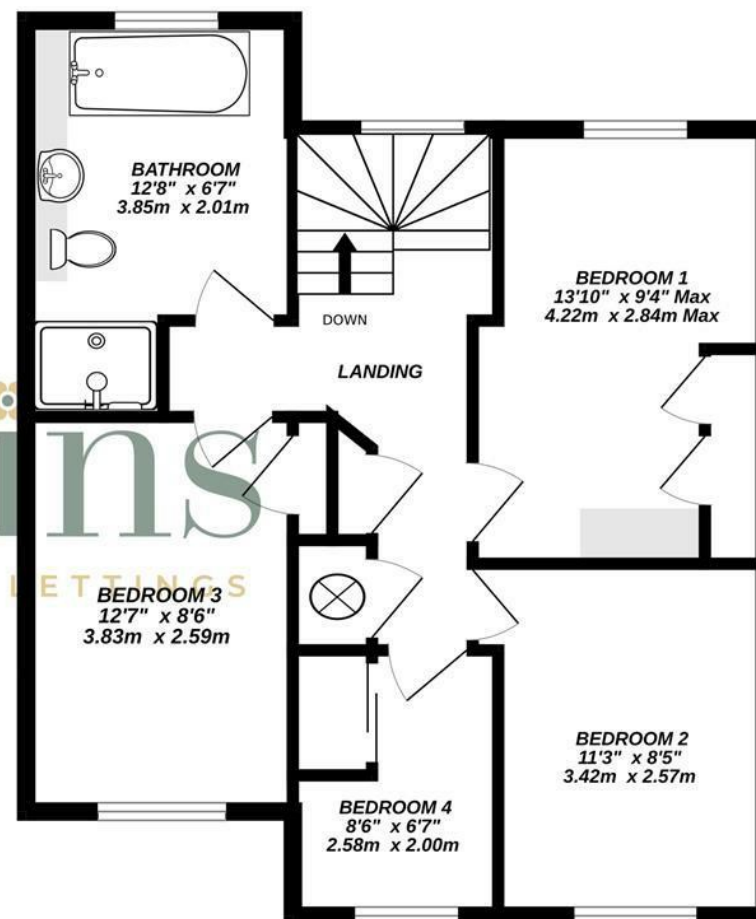 BATHROOM
12'8" x 6'7"
3.85m x 2.01m
BEDROOM 1
13'10" x 9'4" Max
4.22m x 2.84m Max
DOWN
LANDING
ins
LETTINGS
BEDROOM 3
12'7" x 8'6"
3.83m x 2.59m
BEDROOM 2
11'3" x 8'5"
3.42m x 2.57m
BEDROOM 4
8'6" x 6'7"
2.58m x 2.00m